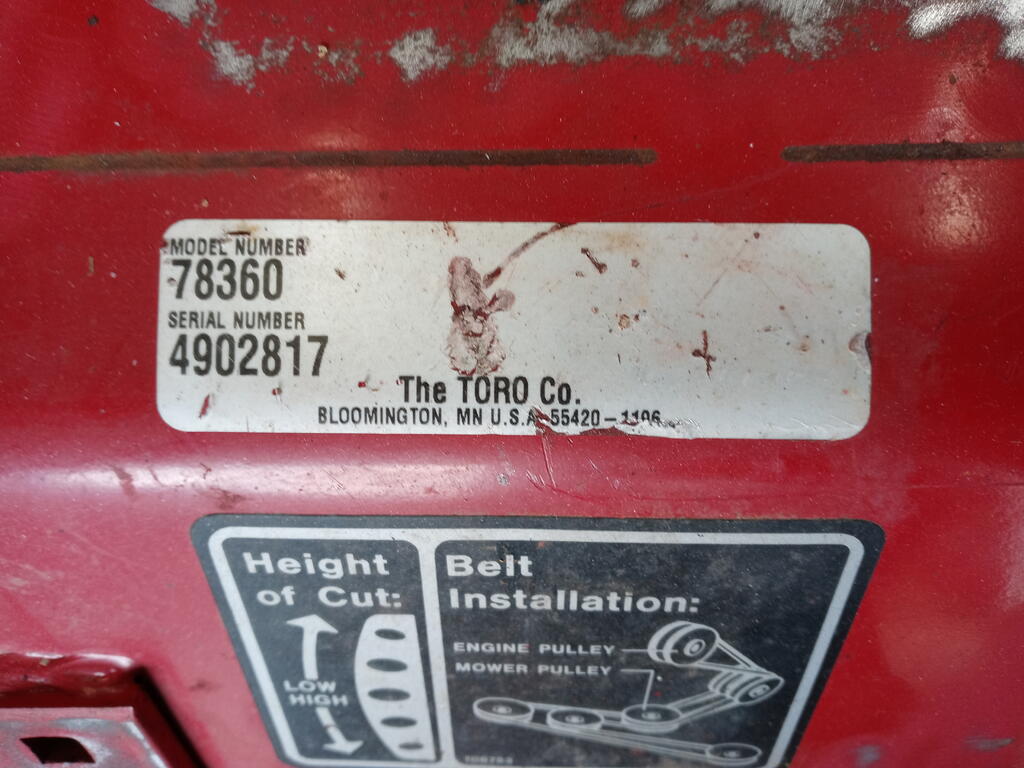 MODEL NUMBER
78360
SERIAL NUMBER
4902817
The TORO Co.
BLOOMINGTON, MN U.S.A. 55420-1196
Height
of Cut:
LOW
HIGH
Belt
Installation:
ENGINE PULLEY
MOWER PULLEY